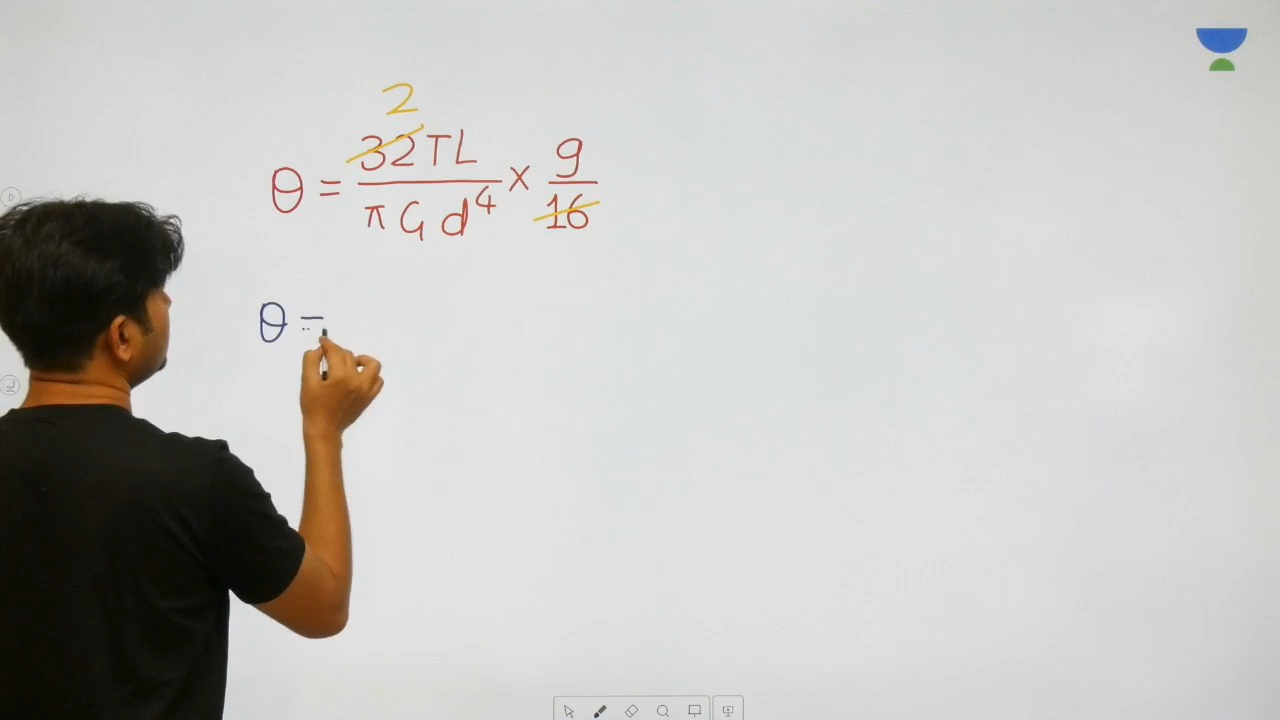 2
θ = 32TL / πGd⁴ × 9/16
θ =